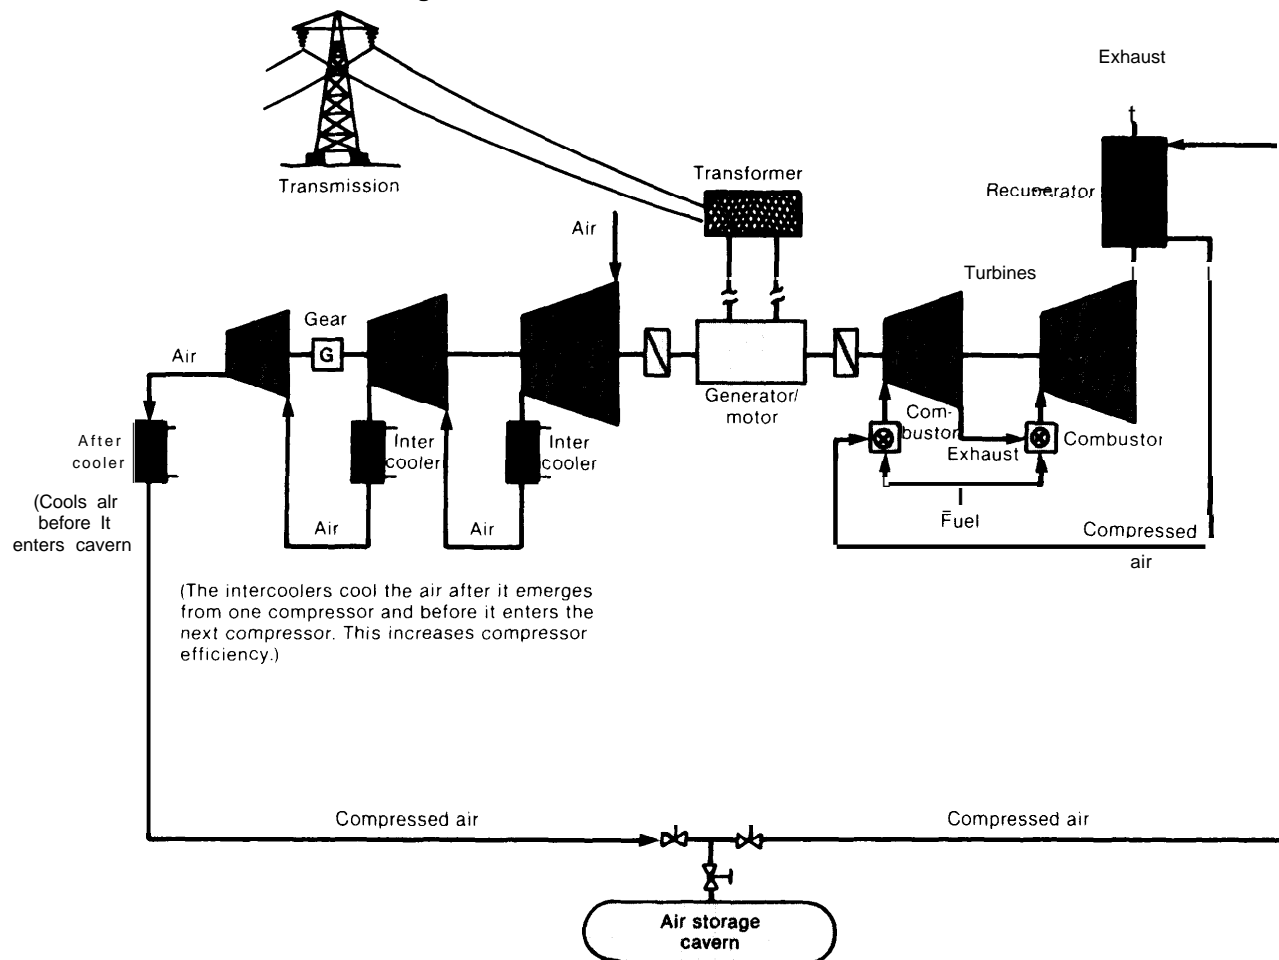 Exhaust
t
Transmission
Transformer
Recunerator
Air
Turbines
Gear
Air
G
Generator/
motor
Com-
bustor
Exhaust
Combustor
After
cooler
Inter
cooler
Inter
cooler
(Cools alr
before It
enters cavern
Air
Air
Fuel
Compressed
air
(The intercoolers cool the air after it emerges
from one compressor and before it enters the
next compressor. This increases compressor
efficiency.)
Compressed air
Compressed air
Air storage
cavern